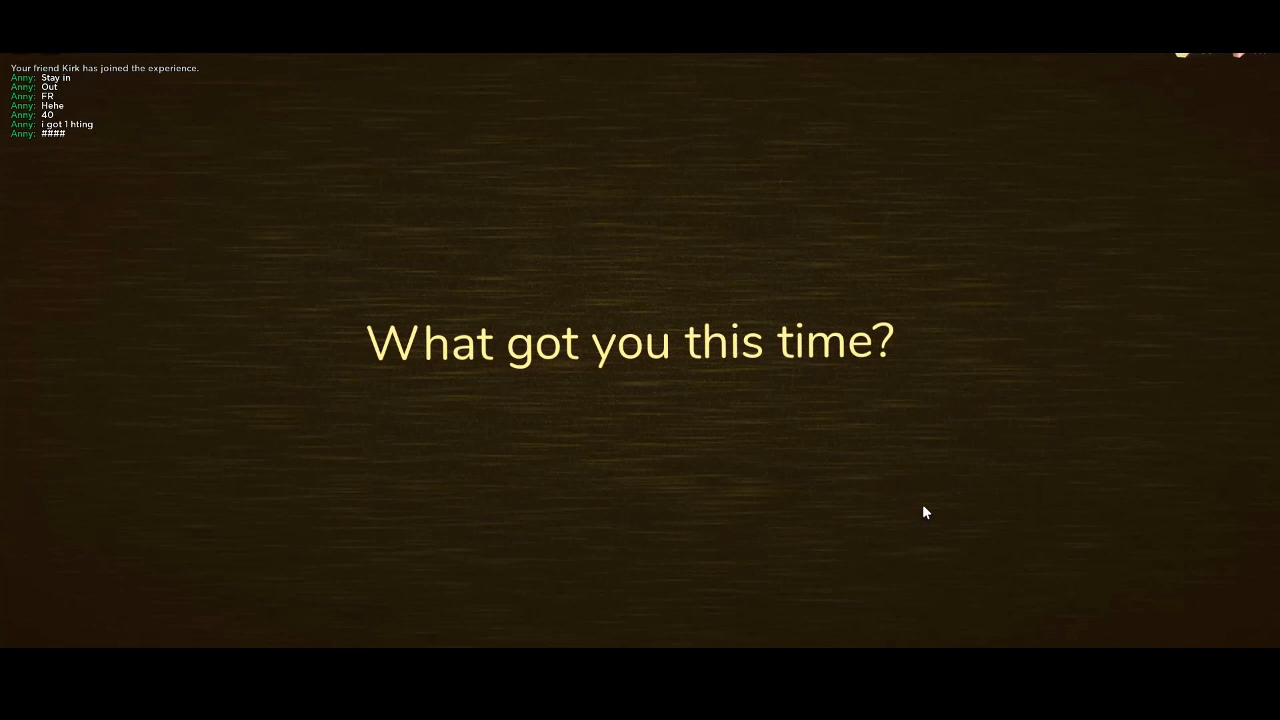 Your friend Kirk has joined the experience.
Anny: Stay in
Anny: Out
Anny: FR
Anny: Hehe
Anny: 40
Anny: i got 1 hting
Anny: ####
What got you this time?